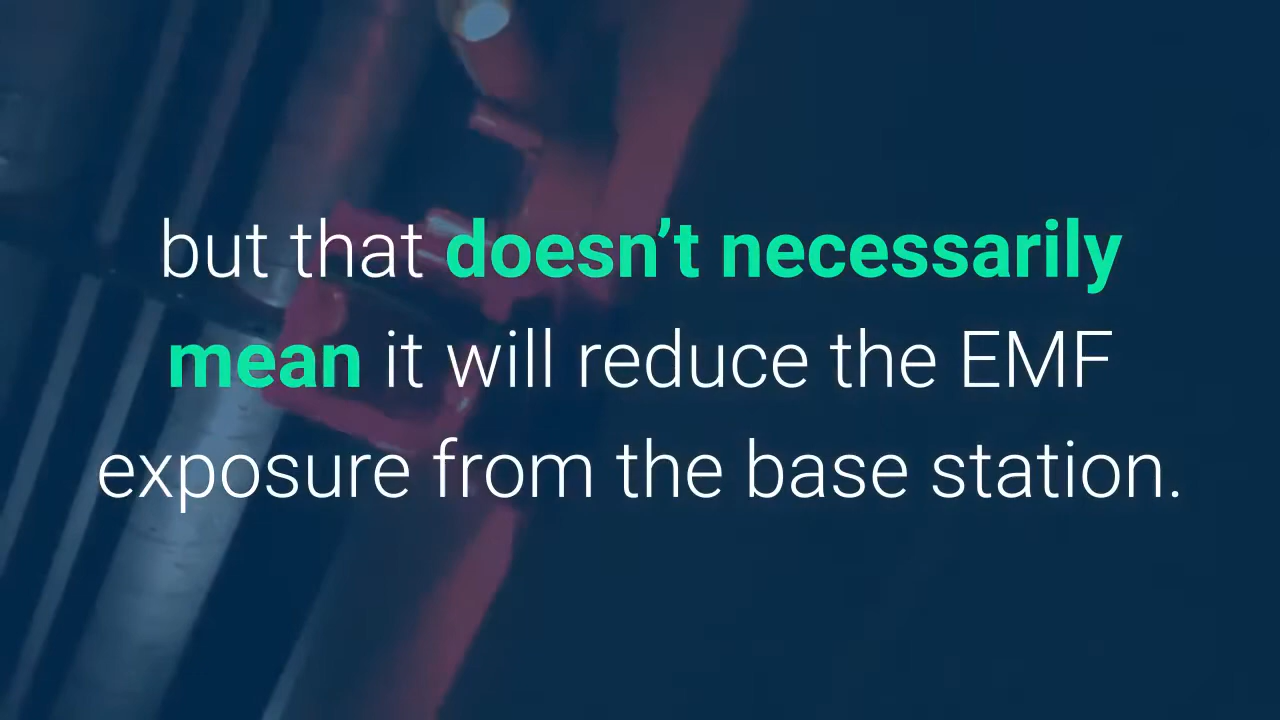 but that doesn’t necessarily
mean it will reduce the EMF
exposure from the base station.